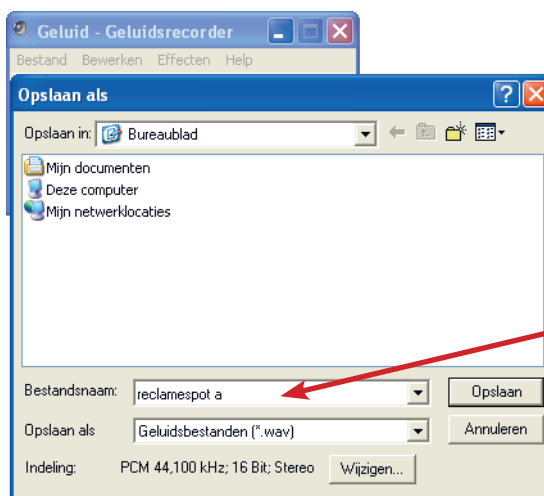 Geluid - Geluidsrecorder
Bestand Bewerken Effecten Help
Opslaan als
Opslaan in: Bureaublad
Mijn documenten
Deze computer
Mijn netwerklocaties
Bestandsnaam: reclamespot a Opslaan
Opslaan als Geluidsbestanden (*.wav) Annuleren
Indeling: PCM 44,100 kHz; 16 Bit; Stereo Wijzigen...